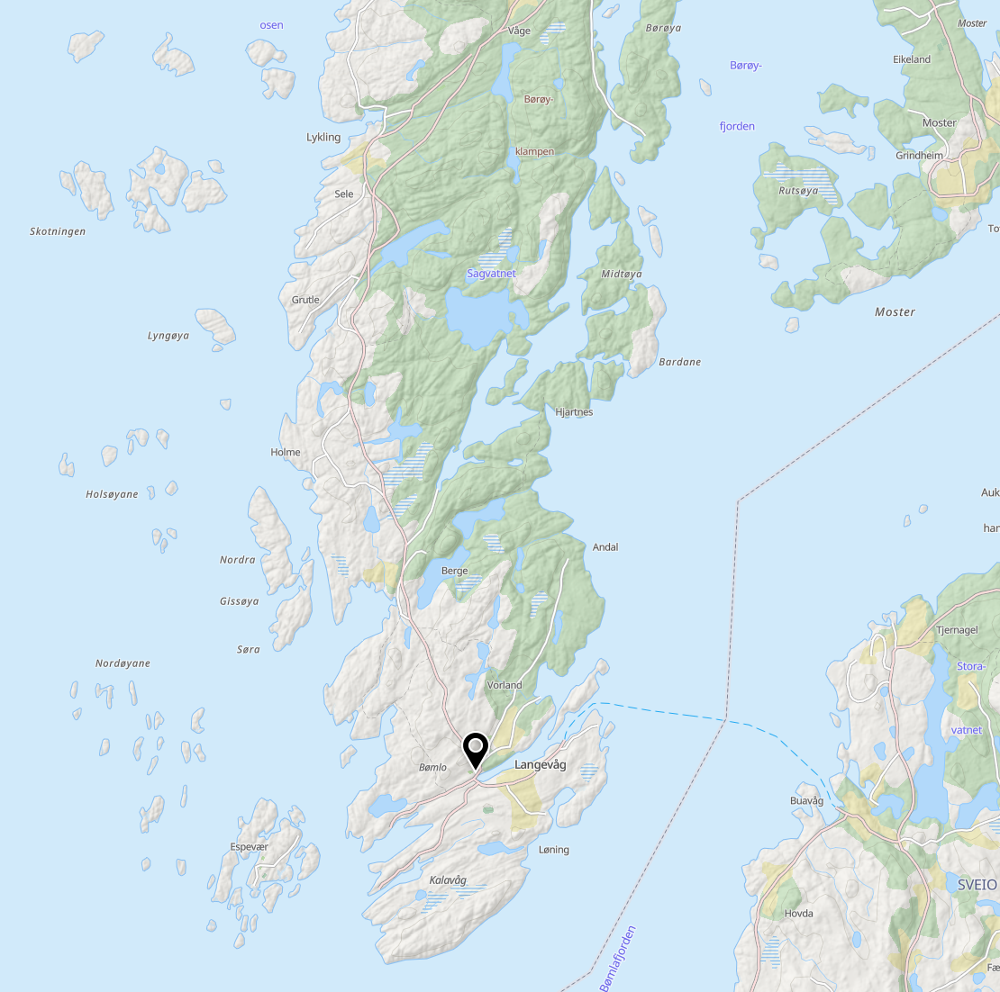 osen
Våge
Børøya
Moster
Eikeland
Børøy-
Børøy-
fjorden
Moster
Lykling
klampen
Grindheim
Rutsøya
Sele
Skotningen
Sagvatnet
Midtøya
Grutle
Moster
Lyngøya
Bardane
Hjartnes
Holme
Holsøyane
Andal
Nordra
Berge
Gissøya
Tjernagel
Søra
Nordøyane
Stora-
Vorland
vatnet
Bømlo
Langevåg
Buavåg
Espevær
Løning
Kalavåg
SVEIO
Hovda
Bømlafjorden